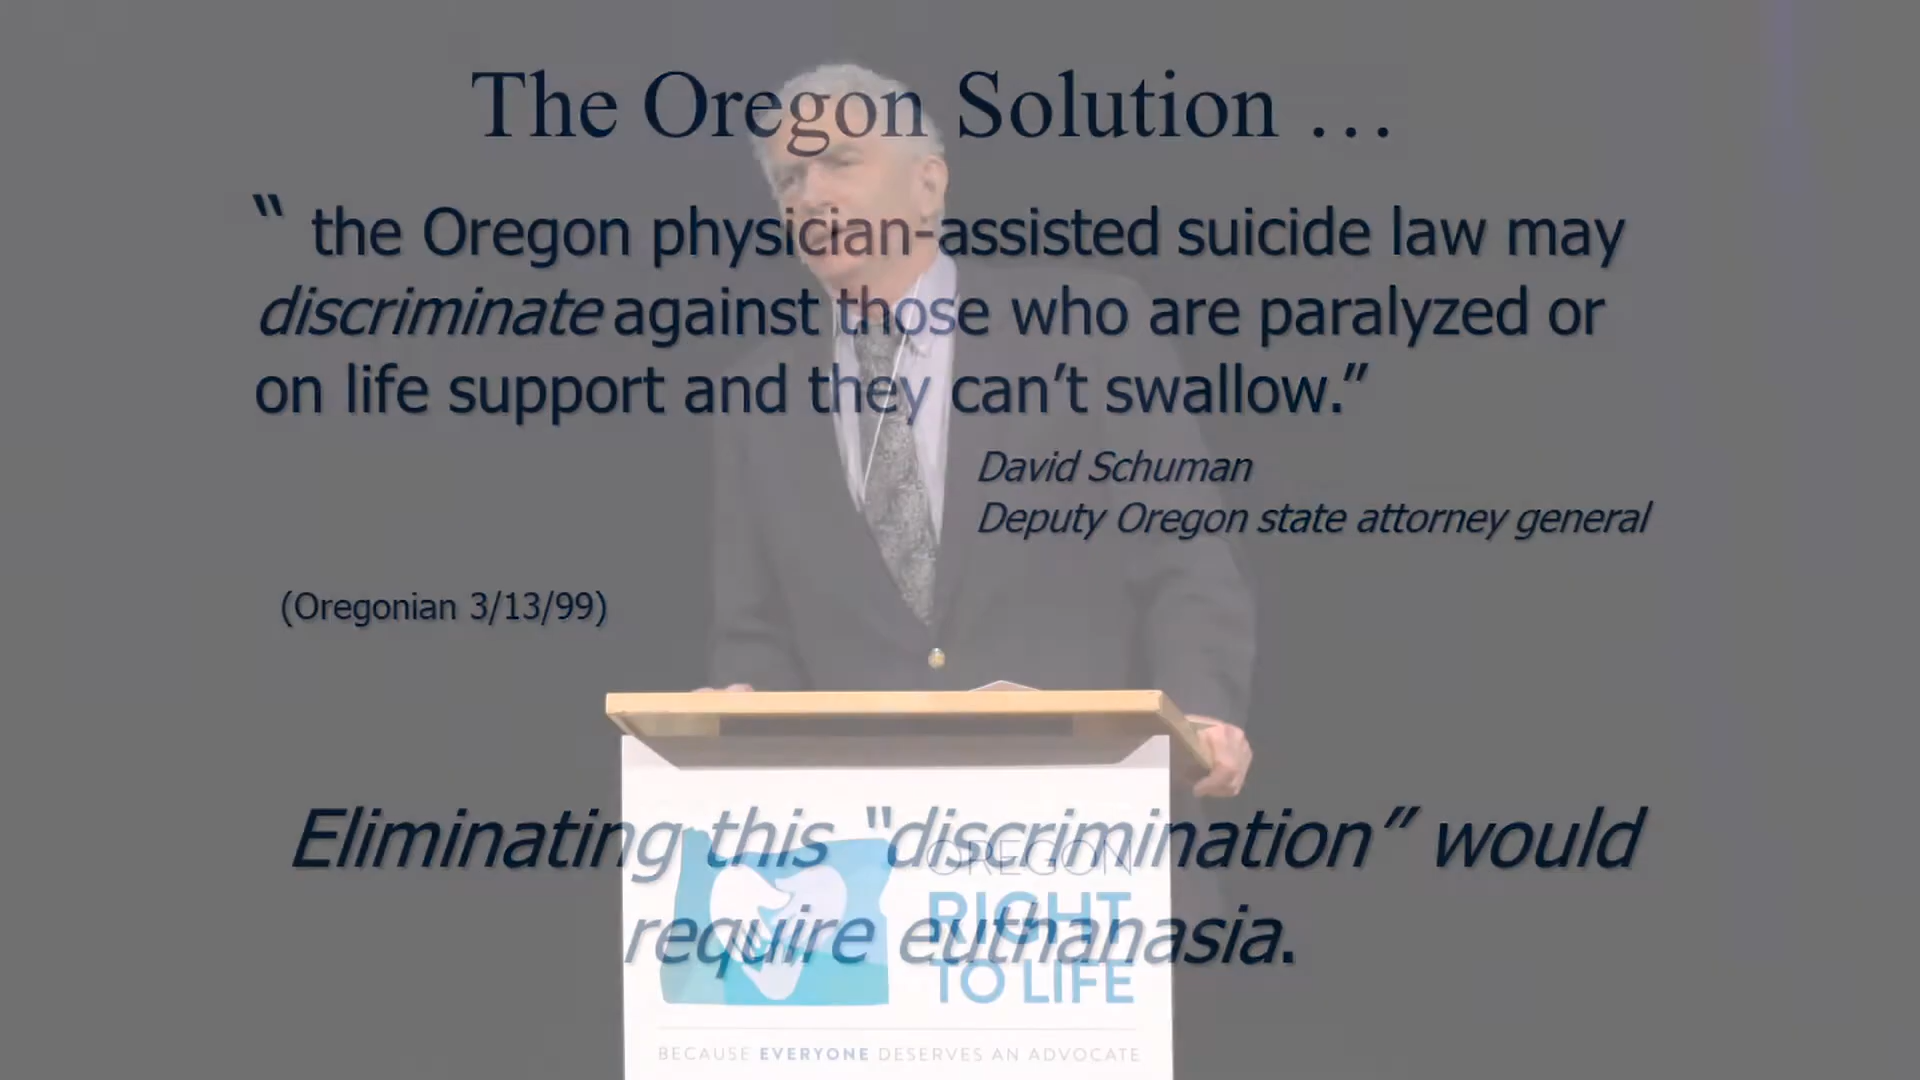 The Oregon Solution …
“ the Oregon physician-assisted suicide law may
discriminate against those who are paralyzed or
on life support and they can’t swallow.”
David Schuman
Deputy Oregon state attorney general
(Oregonian 3/13/99)
Eliminating this “discrimination” would
require euthanasia.
OREGON
RIGHT
TO LIFE
BECAUSE EVERYONE DESERVES AN ADVOCATE